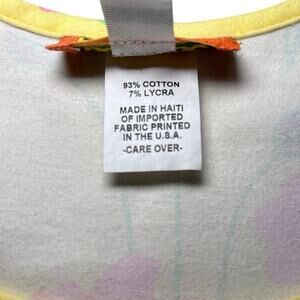 93% COTTON
7% LYCRA
MADE IN HAITI
OF IMPORTED
FABRIC PRINTED
IN THE U.S.A.
-CARE OVER-